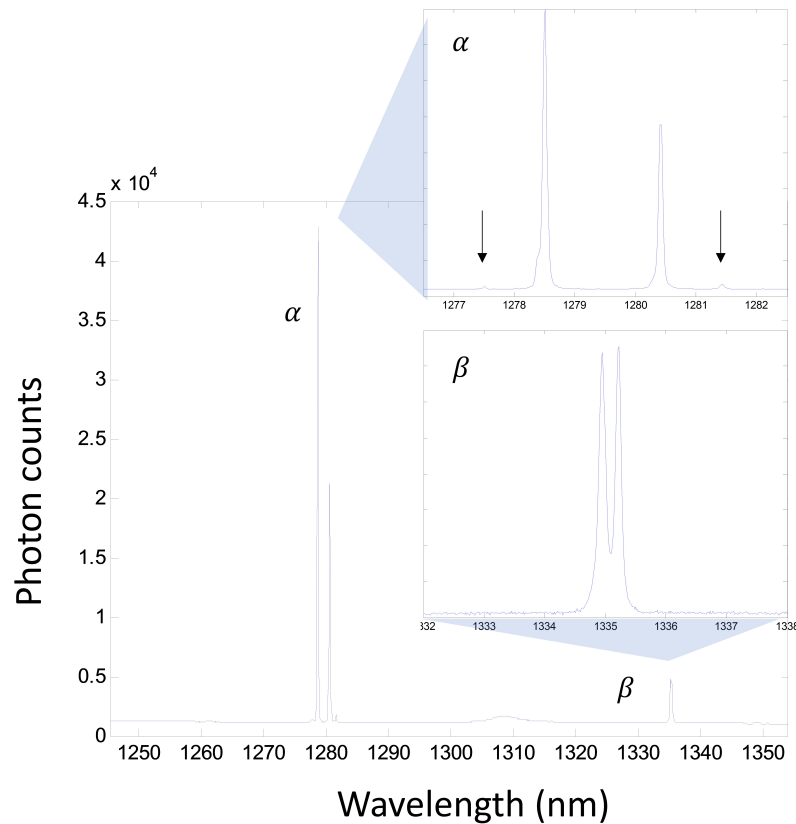 α
1277 1278 1279 1280 1281 1282
x 10⁴
4.5
4
3.5
3
2.5
2
1.5
1
0.5
0
α
β
1332 1333 1334 1335 1336 1337 1338
β
1250 1260 1270 1280 1290 1300 1310 1320 1330 1340 1350
Photon counts
Wavelength (nm)